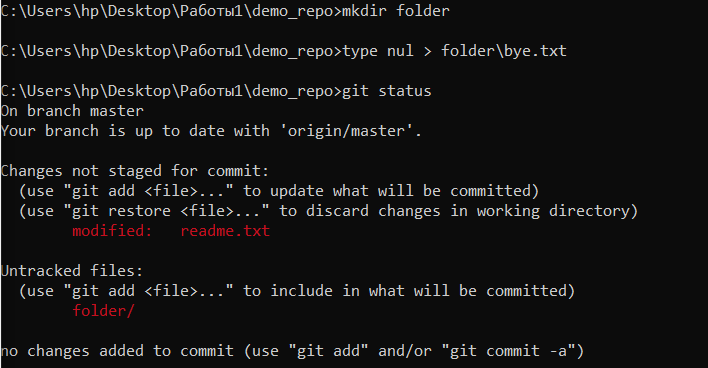 C:\Users\hp\Desktop\Работы1\demo_repo>mkdir folder
C:\Users\hp\Desktop\Работы1\demo_repo>type nul > folder\bye.txt
C:\Users\hp\Desktop\Работы1\demo_repo>git status
On branch master
Your branch is up to date with 'origin/master'.
Changes not staged for commit:
  (use "git add <file>..." to update what will be committed)
  (use "git restore <file>..." to discard changes in working directory)
        modified:   readme.txt
Untracked files:
  (use "git add <file>..." to include in what will be committed)
        folder/
no changes added to commit (use "git add" and/or "git commit -a")